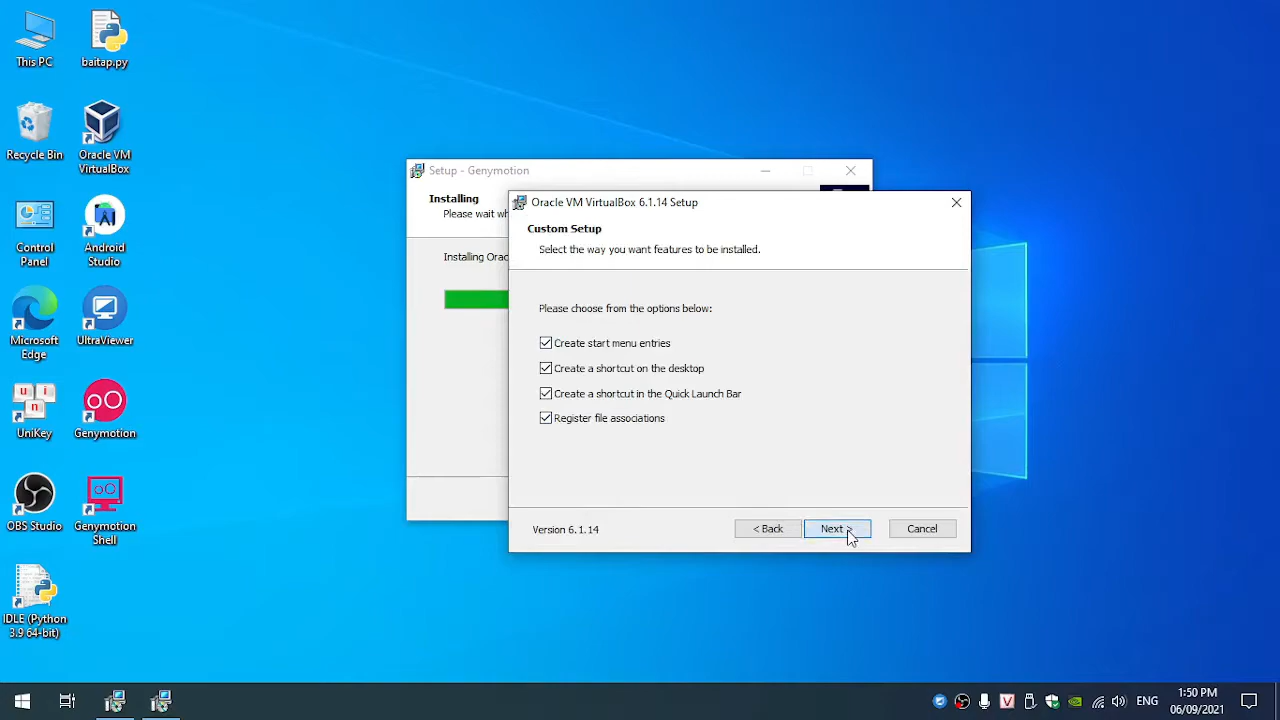 This PC
baitap.py
Recycle Bin
Oracle VM
VirtualBox
Control
Panel
Android
Studio
Microsoft
Edge
UltraViewer
UniKey
Genymotion
OBS Studio
Genymotion
Shell
IDLE (Python
3.9 64-bit)
Setup - Genymotion
Installing
Please wait
Installing
Oracle VM VirtualBox 6.1.14 Setup
Custom Setup
Select the way you want features to be installed.
Please choose from the options below:
Create start menu entries
Create a shortcut on the desktop
Create a shortcut in the Quick Launch Bar
Register file associations
Version 6.1.14
< Back
Next >
Cancel
ENG
1:50 PM
06/09/2021